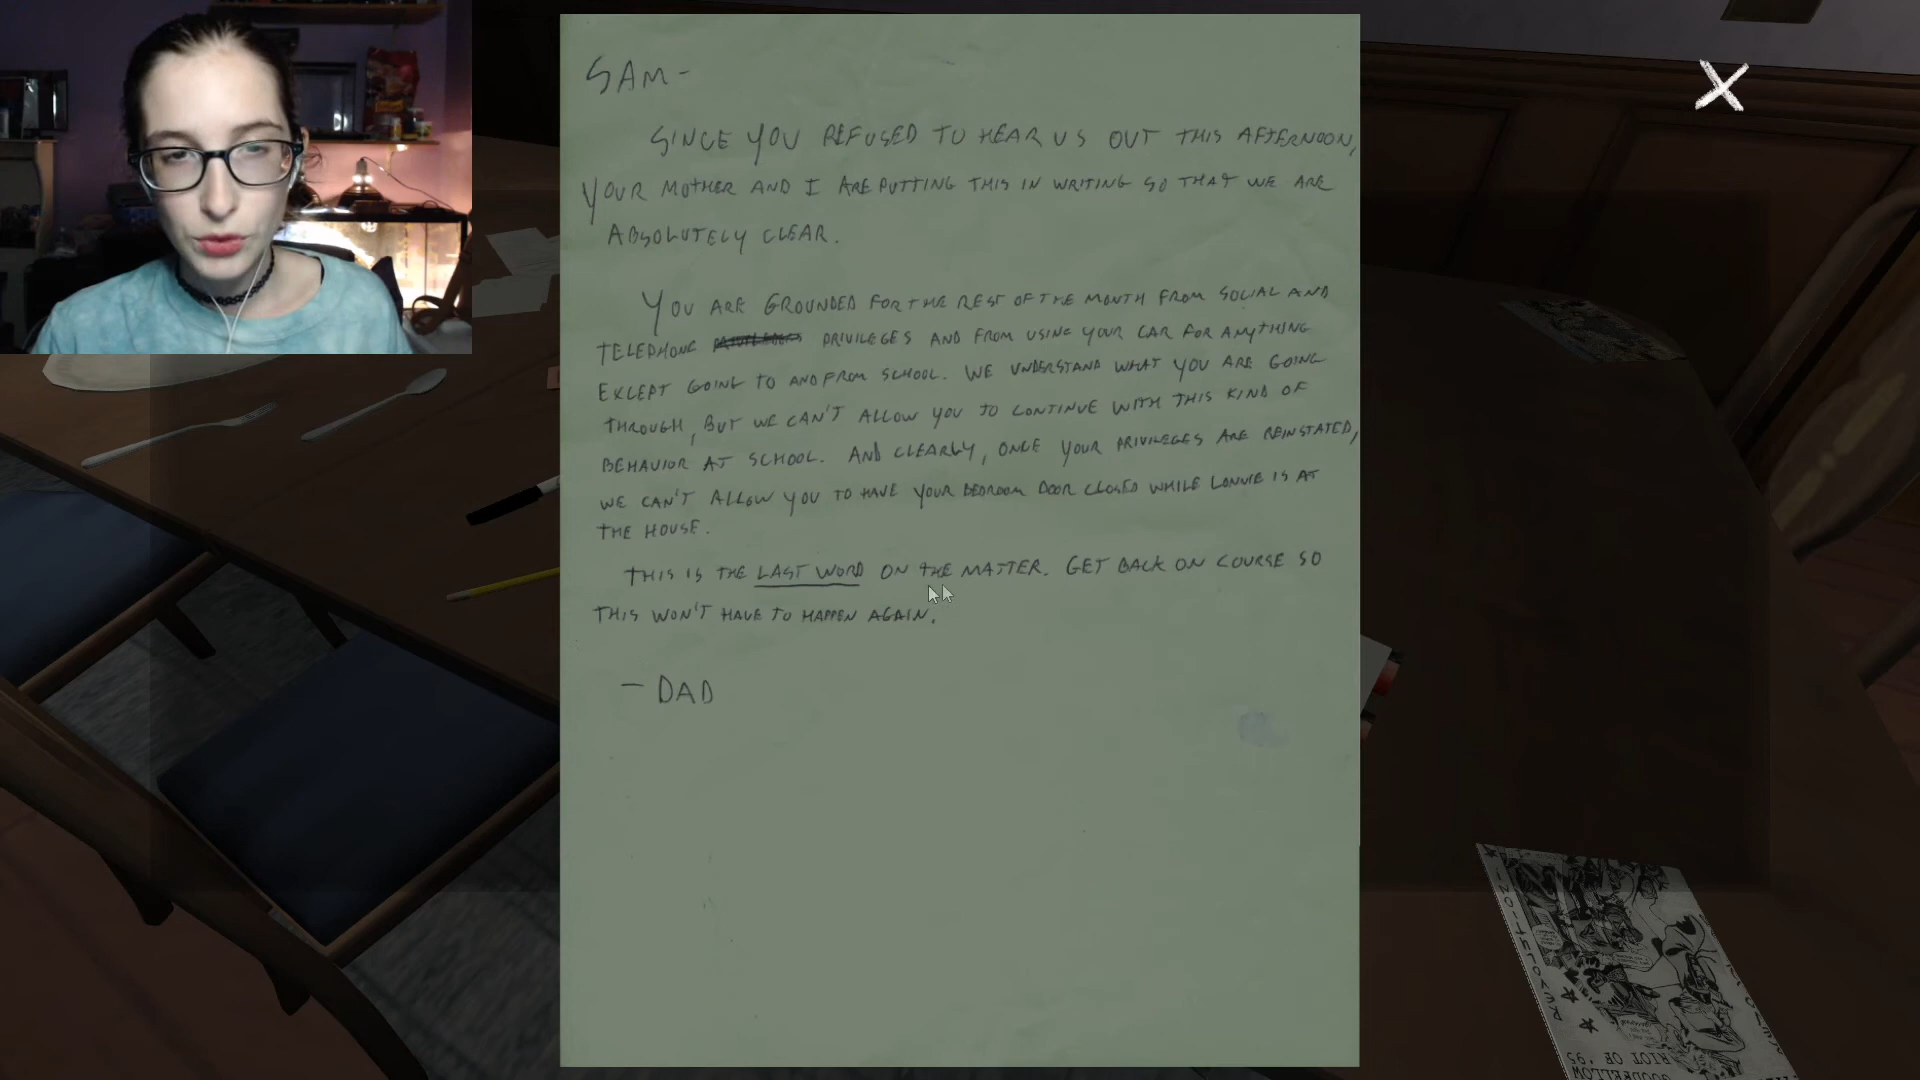 SAM-
SINCE YOU REFUSED TO HEAR US OUT THIS AFTERNOON,
YOUR MOTHER AND I ARE PUTTING THIS IN WRITING SO THAT WE ARE
ABSOLUTELY CLEAR.
YOU ARE GROUNDED FOR THE REST OF THE MONTH FROM SOCIAL AND
TELEPHONE PRIVILEGES AND FROM USING YOUR CAR FOR ANYTHING
EXCEPT GOING TO AND FROM SCHOOL. WE UNDERSTAND WHAT YOU ARE GOING
THROUGH, BUT WE CAN'T ALLOW YOU TO CONTINUE WITH THIS KIND OF
BEHAVIOR AT SCHOOL. AND CLEARLY, ONCE YOUR PRIVILEGES ARE REINSTATED,
WE CAN'T ALLOW YOU TO HAVE YOUR BEDROOM DOOR CLOSED WHILE LONNIE IS AT
THE HOUSE.
THIS IS THE LAST WORD ON THE MATTER. GET BACK ON COURSE SO
THIS WON'T HAVE TO HAPPEN AGAIN.
- DAD
GOODFELLOW
RIOT OF '95